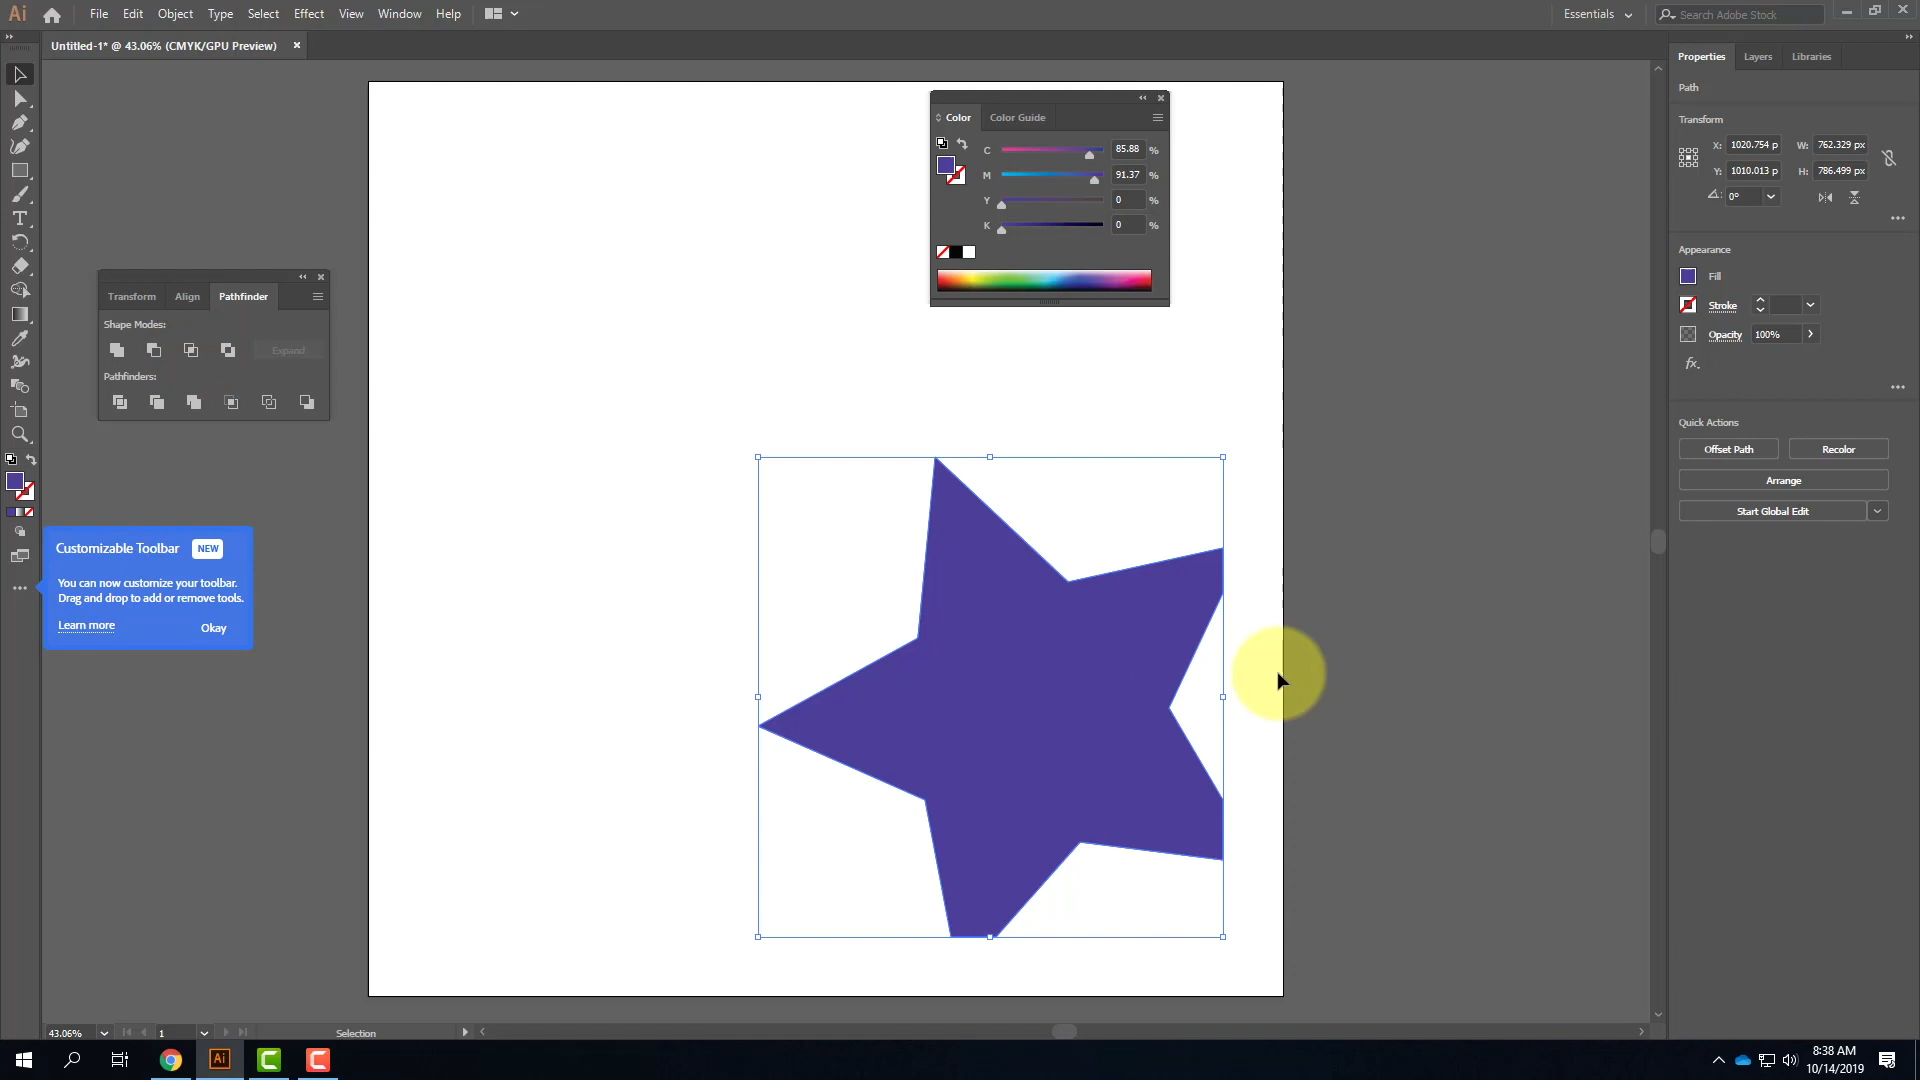 Ai File Edit Object Type Select Effect View Window Help Essentials Search Adobe Stock
Untitled-1* @ 43.06% (CMYK/GPU Preview)
Color Color Guide
C 85.88 %
M 91.37 %
Y 0 %
K 0 %
Transform Align Pathfinder
Shape Modes:
Expand
Pathfinders:
Customizable Toolbar NEW
You can now customize your toolbar.
Drag and drop to add or remove tools.
Learn more Okay
Properties Layers Libraries
Path
Transform
X: 1020.754 p W: 762.329 px
Y: 1010.013 p H: 786.499 px
0°
Appearance
Fill
Stroke
Opacity 100%
fx.
Quick Actions
Offset Path Recolor
Arrange
Start Global Edit
43.06% 1 Selection
Ai
8:38 AM
10/14/2019